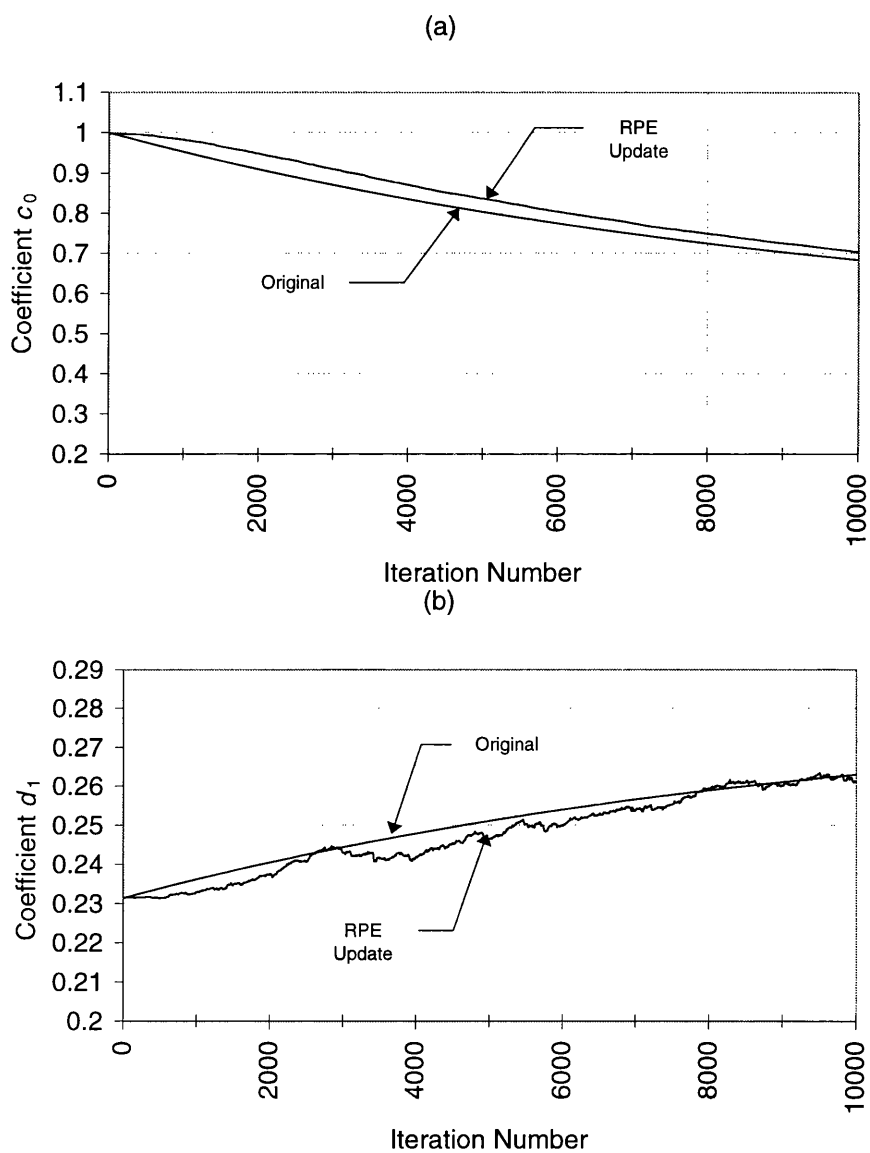 (a)
1.1
1
0.9
0.8
0.7
0.6
0.5
0.4
0.3
0.2
Coefficient c0
RPE
Update
Original
0
2000
4000
6000
8000
10000
Iteration Number
(b)
0.29
0.28
0.27
0.26
0.25
0.24
0.23
0.22
0.21
0.2
Coefficient d1
Original
RPE
Update
0
2000
4000
6000
8000
10000
Iteration Number